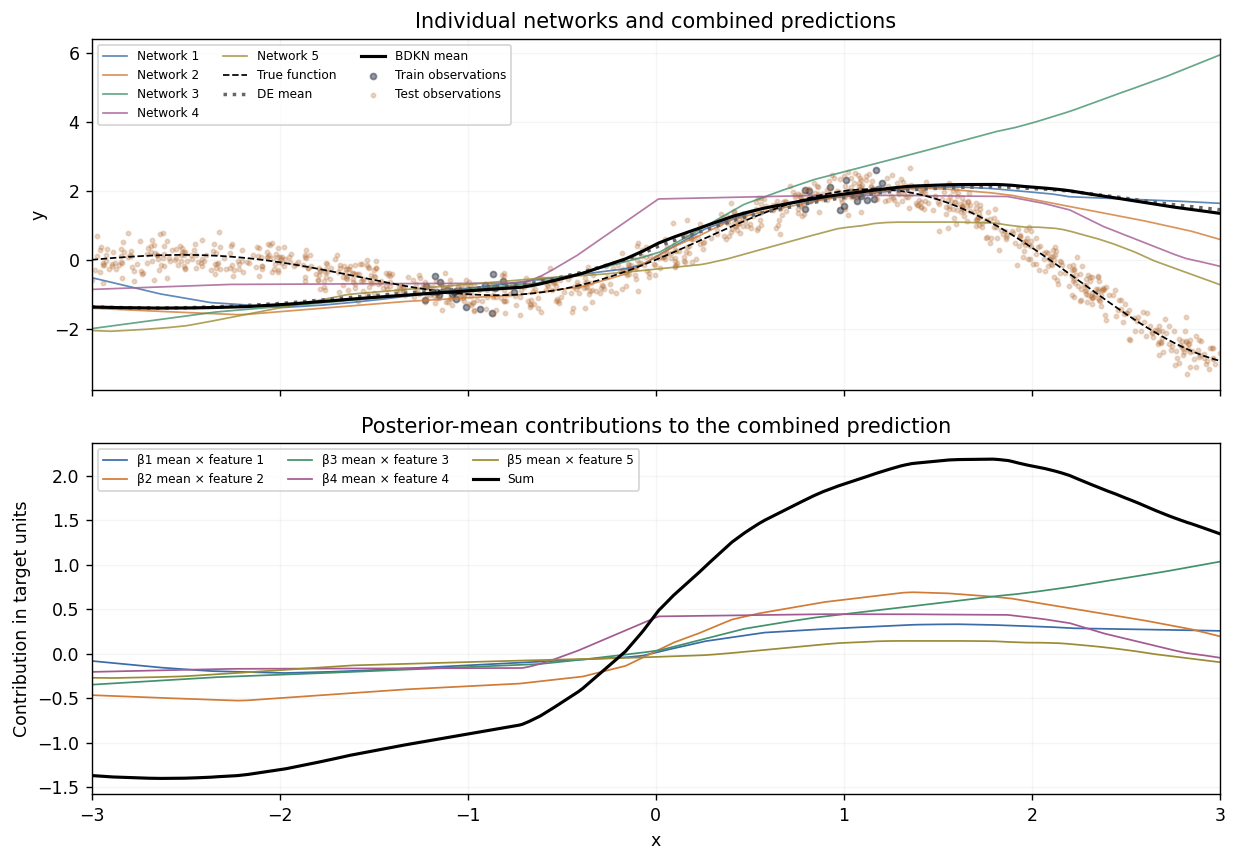 Individual networks and combined predictions
Network 1
Network 2
Network 3
Network 4
Network 5
True function
DE mean
BDKN mean
Train observations
Test observations
y
6
4
2
0
−2
Posterior-mean contributions to the combined prediction
β1 mean × feature 1
β2 mean × feature 2
β3 mean × feature 3
β4 mean × feature 4
β5 mean × feature 5
Sum
Contribution in target units
2.0
1.5
1.0
0.5
0.0
−0.5
−1.0
−1.5
−3 −2 −1 0 1 2 3
x